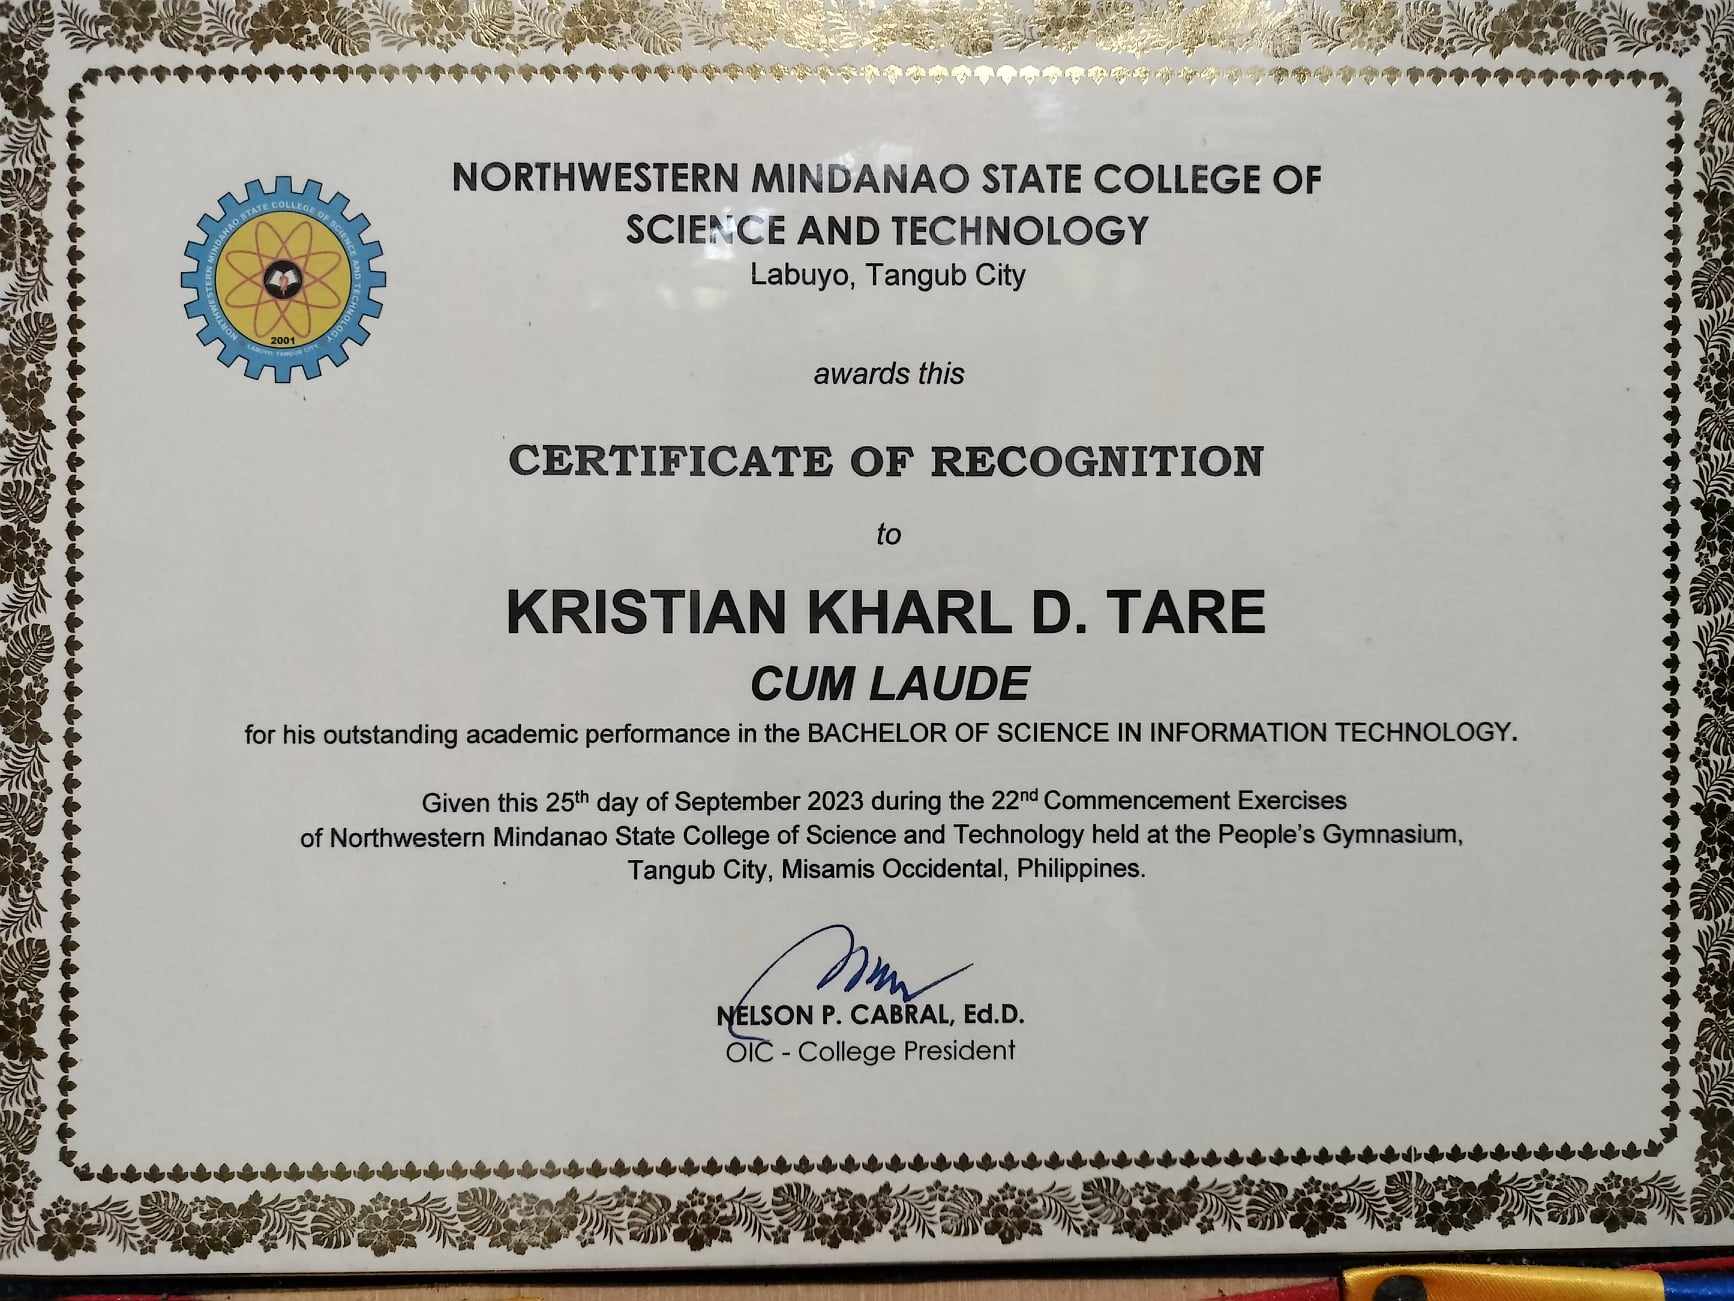 NORTHWESTERN MINDANAO STATE COLLEGE OF
SCIENCE AND TECHNOLOGY
Labuyo, Tangub City
NORTHWESTERN MINDANAO STATE COLLEGE OF SCIENCE AND TECHNOLOGY
2001
LABUYO, TANGUB CITY
awards this
CERTIFICATE OF RECOGNITION
to
KRISTIAN KHARL D. TARE
CUM LAUDE
for his outstanding academic performance in the BACHELOR OF SCIENCE IN INFORMATION TECHNOLOGY.
Given this 25th day of September 2023 during the 22nd Commencement Exercises
of Northwestern Mindanao State College of Science and Technology held at the People's Gymnasium,
Tangub City, Misamis Occidental, Philippines.
NELSON P. CABRAL, Ed.D.
OIC - College President